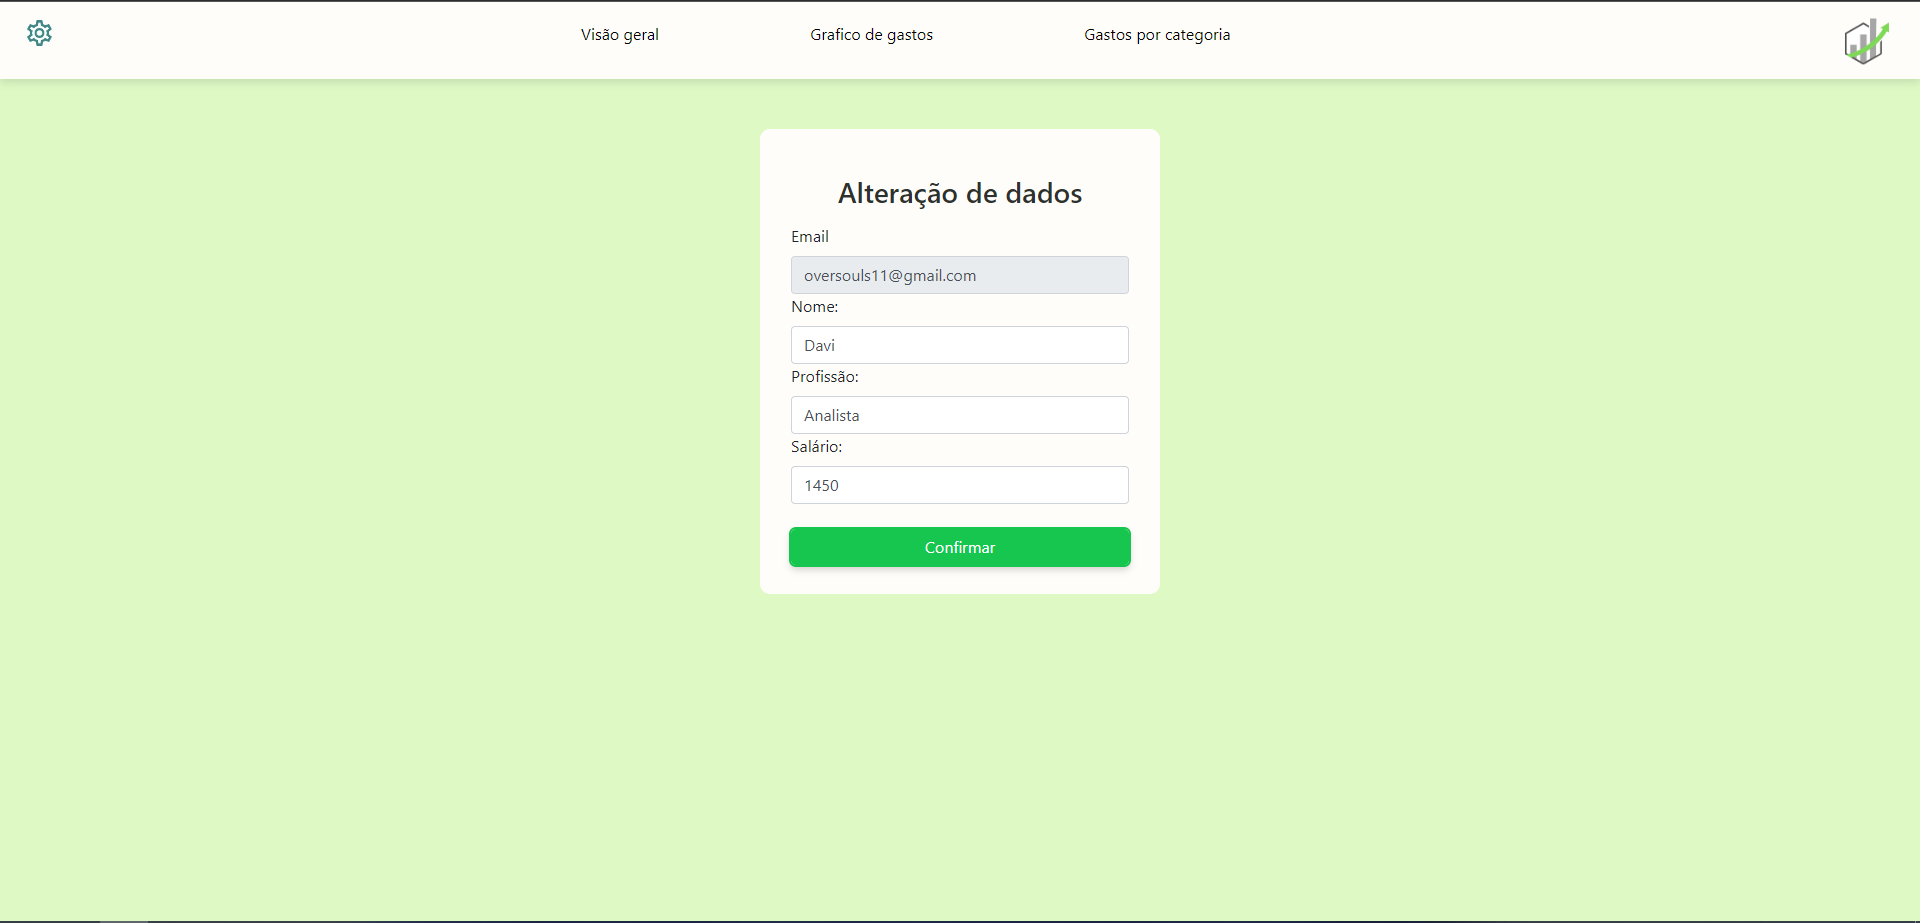 Visão geral
Grafico de gastos
Gastos por categoria
Alteração de dados
Email
oversouls11@gmail.com
Nome:
Davi
Profissão:
Analista
Salário:
1450
Confirmar